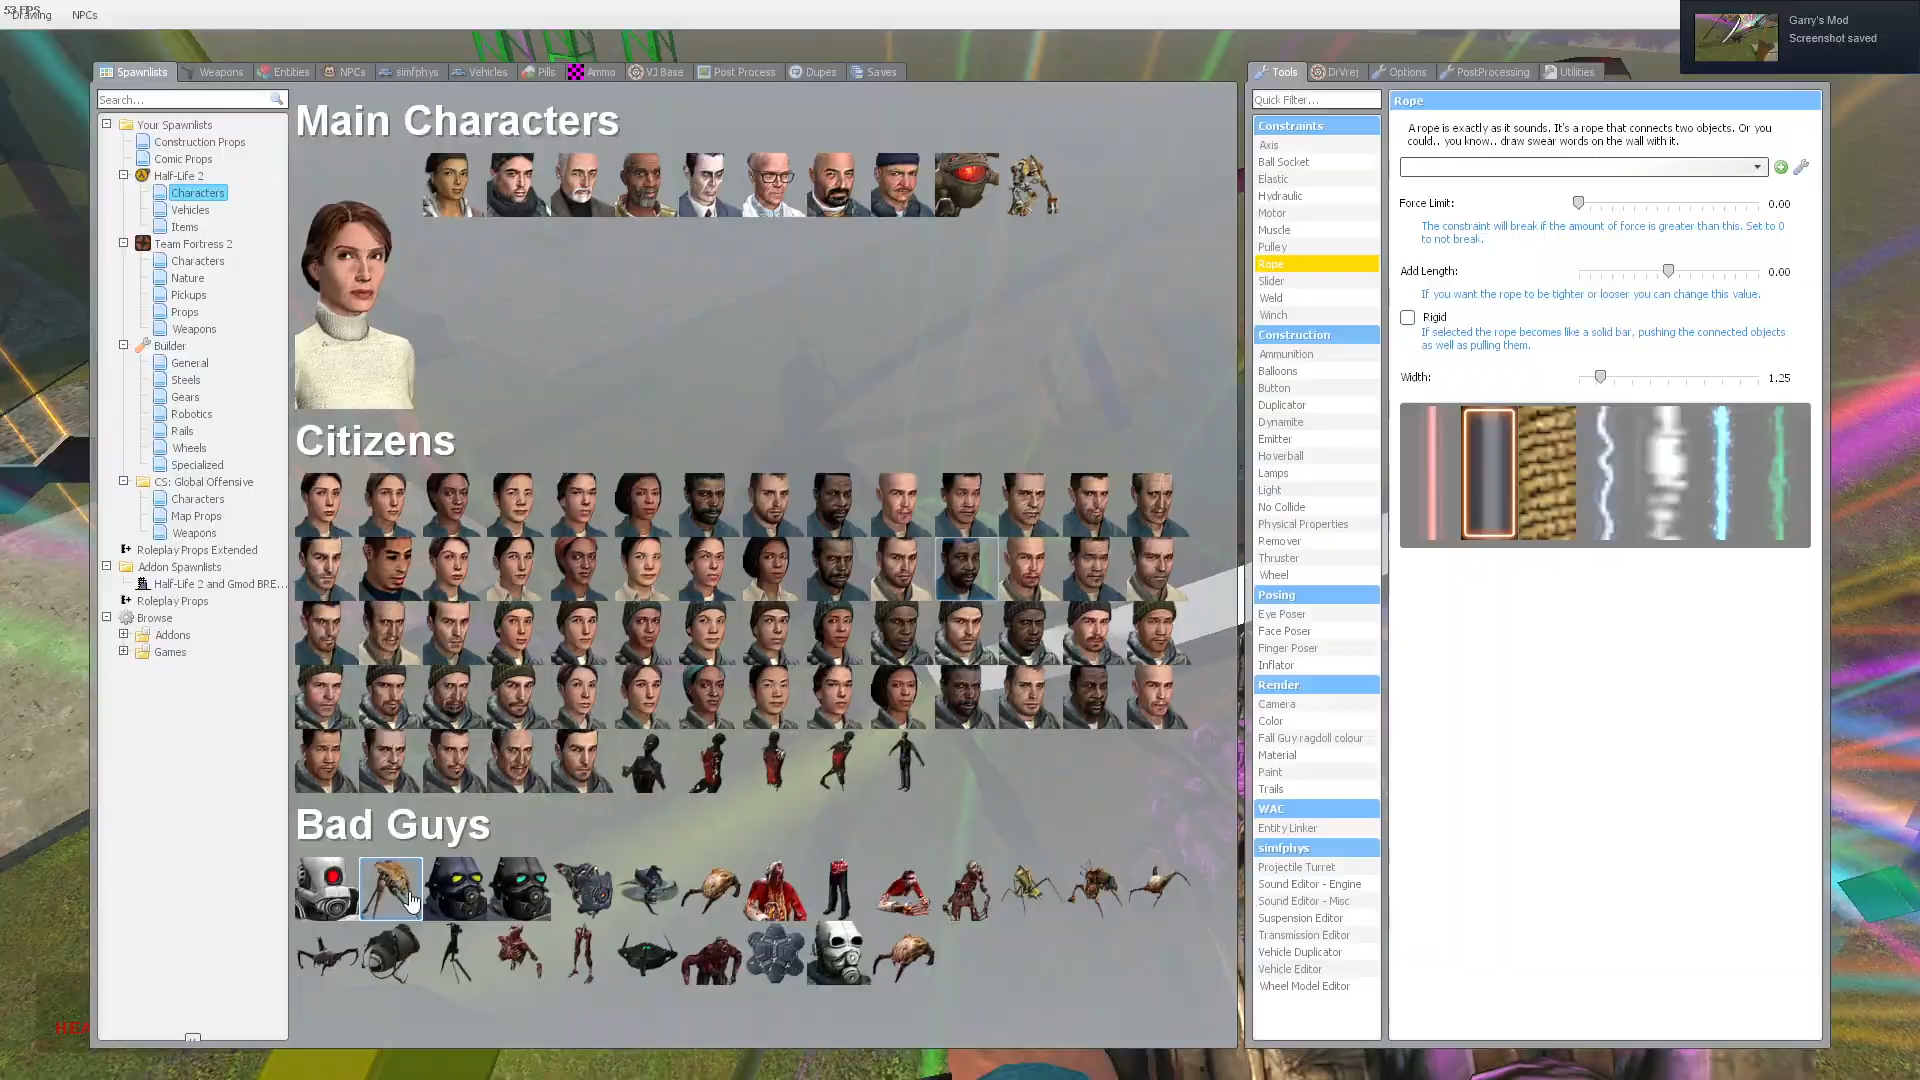 53 FPS
Drawing
NPCs
Garry's Mod
Screenshot saved
Spawnlists
Weapons
Entities
NPCs
simfphys
Vehicles
Pills
Ammo
VJ Base
Post Process
Dupes
Saves
Tools
DrVrej
Options
PostProcessing
Utilities
Search...
Your Spawnlists
Construction Props
Comic Props
Half-Life 2
Characters
Vehicles
Items
Team Fortress 2
Characters
Nature
Pickups
Props
Weapons
Builder
General
Steels
Gears
Robotics
Rails
Wheels
Specialized
CS: Global Offensive
Characters
Map Props
Weapons
Roleplay Props Extended
Addon Spawnlists
Half-Life 2 and Gmod BRE...
Roleplay Props
Browse
Addons
Games
Main Characters
Citizens
Bad Guys
Quick Filter...
Constraints
Axis
Ball Socket
Elastic
Hydraulic
Motor
Muscle
Pulley
Rope
Slider
Weld
Winch
Construction
Ammunition
Balloons
Button
Duplicator
Dynamite
Emitter
Hoverball
Lamps
Light
No Collide
Physical Properties
Remover
Thruster
Wheel
Posing
Eye Poser
Face Poser
Finger Poser
Inflator
Render
Camera
Color
Fall Guy ragdoll colour
Material
Paint
Trails
WAC
Entity Linker
simfphys
Projectile Turret
Sound Editor - Engine
Sound Editor - Misc
Suspension Editor
Transmission Editor
Vehicle Duplicator
Vehicle Editor
Wheel Model Editor
Rope
A rope is exactly as it sounds. It's a rope that connects two objects. Or you
could.. you know.. draw swear words on the wall with it.
Force Limit:
0.00
The constraint will break if the amount of force is greater than this. Set to 0
to not break.
Add Length:
0.00
If you want the rope to be tighter or looser you can change this value.
Rigid
If selected the rope becomes like a solid bar, pushing the connected objects
as well as pulling them.
Width:
1.25
HEA